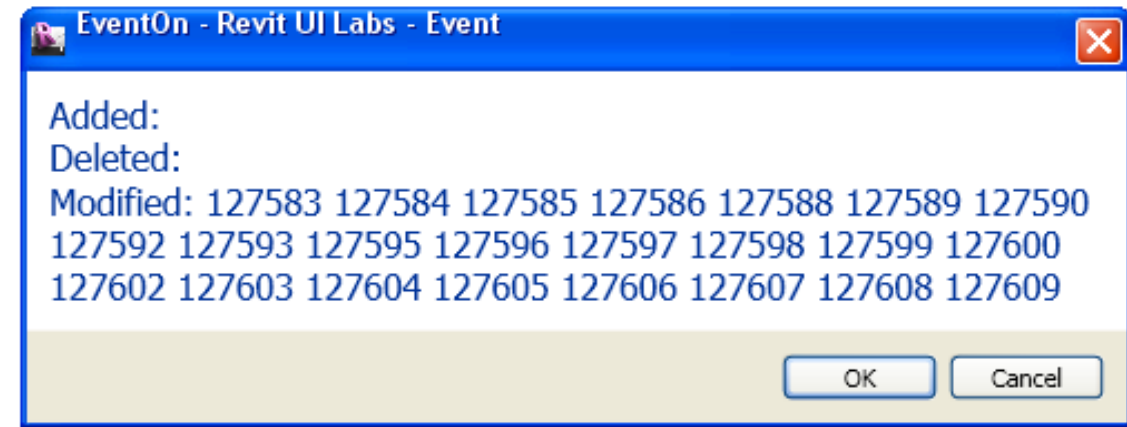 EventOn - Revit UI Labs - Event
Added:
Deleted:
Modified: 127583 127584 127585 127586 127588 127589 127590
127592 127593 127595 127596 127597 127598 127599 127600
127602 127603 127604 127605 127606 127607 127608 127609
OK Cancel